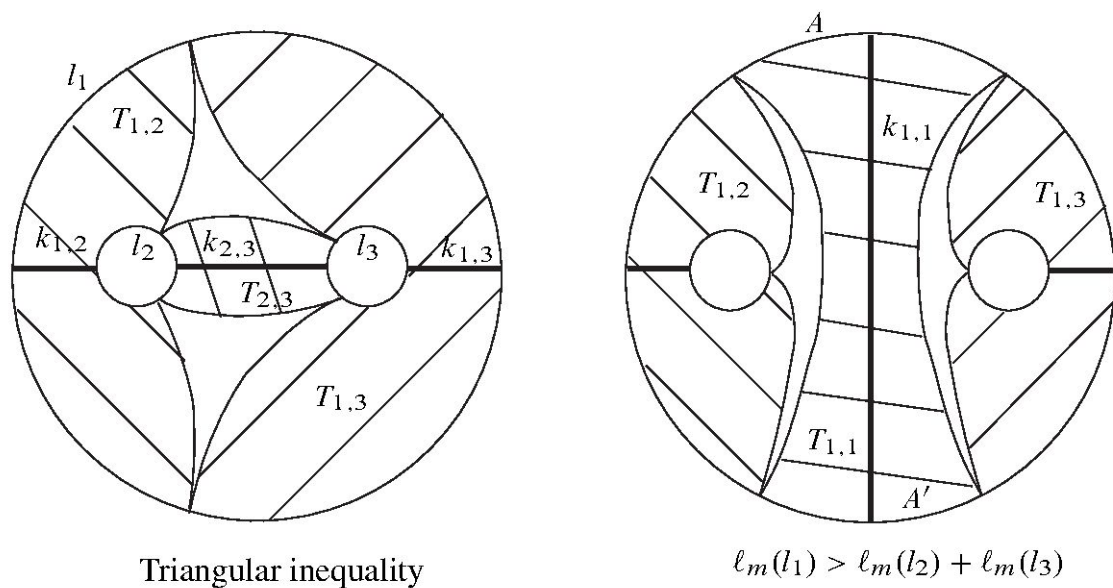 l₁
T₁,₂
k₁,₂
l₂
k₂,₃
l₃
k₁,₃
T₂,₃
T₁,₃
Triangular inequality
A
k₁,₁
T₁,₂
T₁,₃
T₁,₁
A′
ℓₘ(l₁) > ℓₘ(l₂) + ℓₘ(l₃)